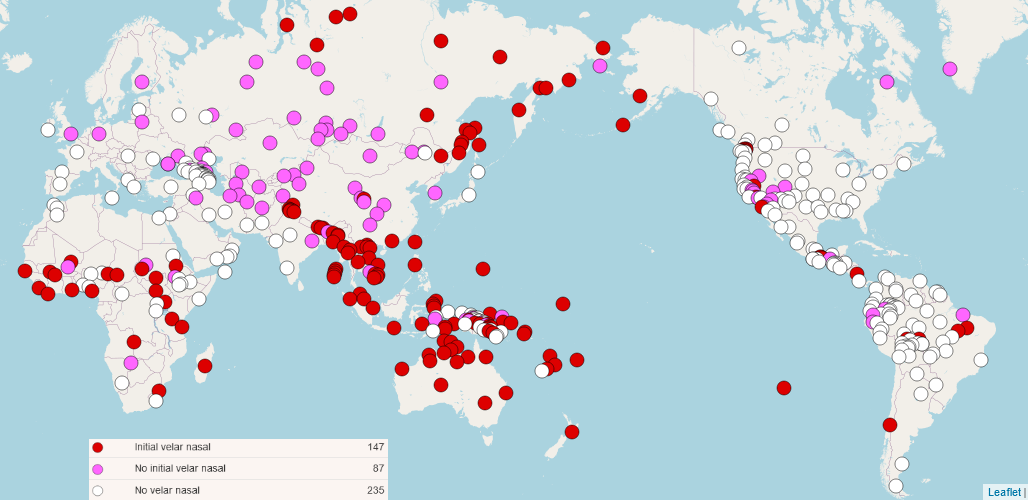 Initial velar nasal 147
No initial velar nasal 87
No velar nasal 235
Leaflet |